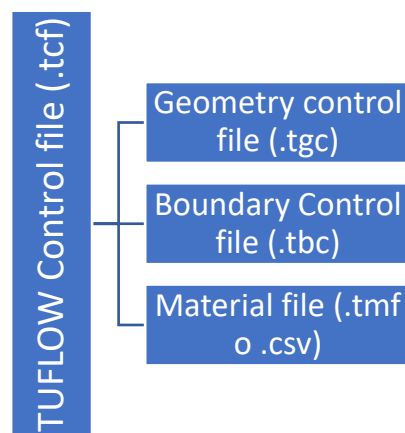 TUFLOW Control file (.tcf)
Geometry control
file (.tgc)
Boundary Control
file (.tbc)
Material file (.tmf
o .csv)